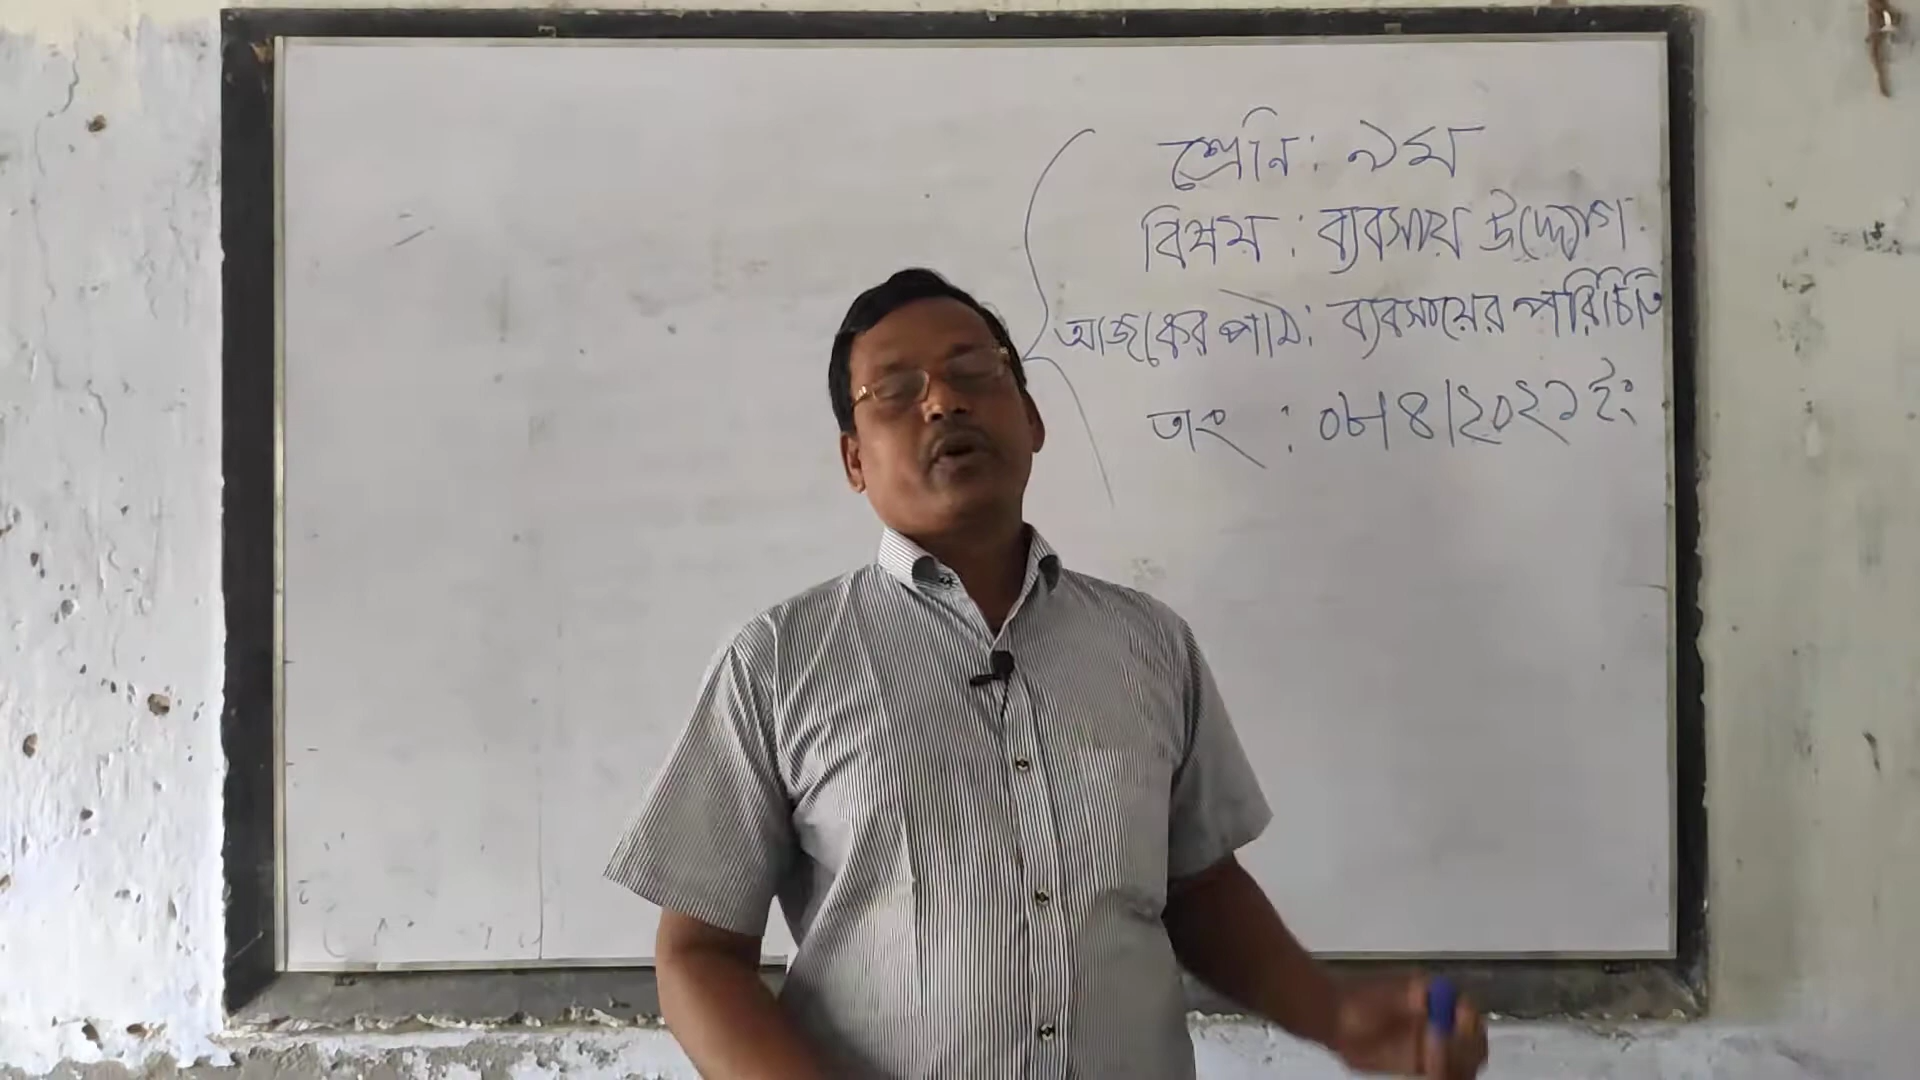 শ্রেনি: ৯ম
বিষয়: ব্যবসায় উদ্দোগ
আজকের পাঠ: ব্যবসায়ের পরিচিতি
তাং : ০৮/৪/২০২১ইং